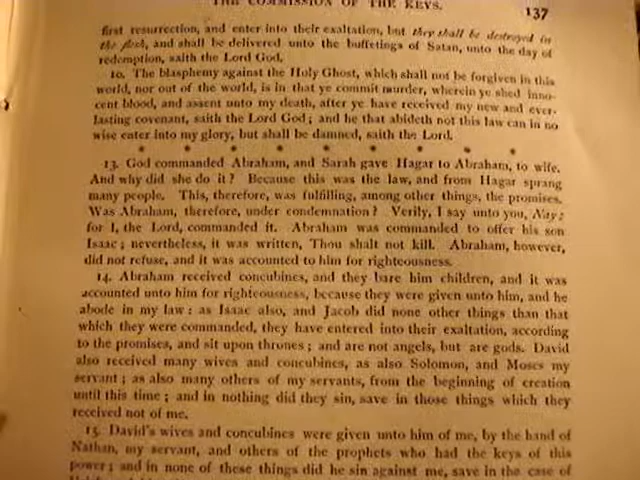 THE COMMISSION OF THE KEYS.
137
first resurrection, and enter into their exaltation, but they shall be destroyed in
the flesh, and shall be delivered unto the buffetings of Satan, unto the day of
redemption, saith the Lord God.
10. The blasphemy against the Holy Ghost, which shall not be forgiven in this
world, nor out of the world, is in that ye commit murder, wherein ye shed inno-
cent blood, and assent unto my death, after ye have received my new and ever-
lasting covenant, saith the Lord God; and he that abideth not this law can in no
wise enter into my glory, but shall be damned, saith the Lord.
* * * * * * * * *
13. God commanded Abraham, and Sarah gave Hagar to Abraham, to wife.
And why did she do it? Because this was the law, and from Hagar sprang
many people. This, therefore, was fulfilling, among other things, the promises.
Was Abraham, therefore, under condemnation? Verily, I say unto you, Nay;
for I, the Lord, commanded it. Abraham was commanded to offer his son
Isaac; nevertheless, it was written, Thou shalt not kill. Abraham, however,
did not refuse, and it was accounted to him for righteousness.
14. Abraham received concubines, and they bare him children, and it was
accounted unto him for righteousness, because they were given unto him, and he
abode in my law: as Isaac also, and Jacob did none other things than that
which they were commanded, they have entered into their exaltation, according
to the promises, and sit upon thrones; and are not angels, but are gods. David
also received many wives and concubines, as also Solomon, and Moses my
servant; as also many others of my servants, from the beginning of creation
until this time; and in nothing did they sin, save in those things which they
received not of me.
15. David's wives and concubines were given unto him of me, by the hand of
Nathan, my servant, and others of the prophets who had the keys of this
power; and in none of these things did he sin against me, save in the case of